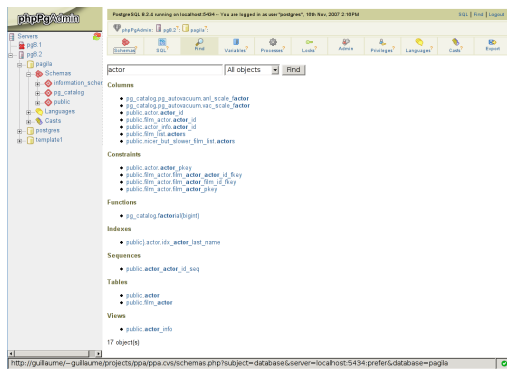 phpPgAdmin
Servers
pg8.1
pg8.2
pagila
Schemas
information_schem
pg_catalog
public
Languages
Casts
postgres
template1
PostgreSQL 8.2.4 running on localhost:5434 -- You are logged in as user "postgres", 18th Nov, 2007 2:16PM
SQL | Find | Logout
phpPgAdmin: pg8.2?: pagila?:
Schemas? SQL? Find Variables? Processes? Locks? Admin Privileges? Languages? Casts? Export
actor All objects Find
Columns
pg_catalog.pg_autovacuum.anl_scale_factor
pg_catalog.pg_autovacuum.vac_scale_factor
public.actor.actor_id
public.film_actor.actor_id
public.actor_info.actor_id
public.film_list.actors
public.nicer_but_slower_film_list.actors
Constraints
public.actor.actor_pkey
public.film_actor.film_actor_actor_id_fkey
public.film_actor.film_actor_film_id_fkey
public.film_actor.film_actor_pkey
Functions
pg_catalog.factorial(bigint)
Indexes
public].actor.idx_actor_last_name
Sequences
public.actor_actor_id_seq
Tables
public.actor
public.film_actor
Views
public.actor_info
17 object(s)
http://guillaume/~guillaume/projects/ppa/ppa.cvs/schemas.php?subject=database&server=localhost:5434:prefer&database=pagila